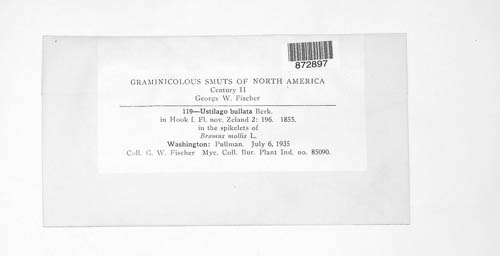 872897
GRAMINICOLOUS SMUTS OF NORTH AMERICA
Century II
George W. Fischer
119—Ustilago bullata Berk.
in Hook f. Fl. nov. Zeland 2: 196. 1855.
in the spikelets of
Bromus mollis L.
Washington: Pullman. July 6, 1935
Coll. G. W. Fischer Myc. Coll. Bur. Plant Ind. no. 85090.